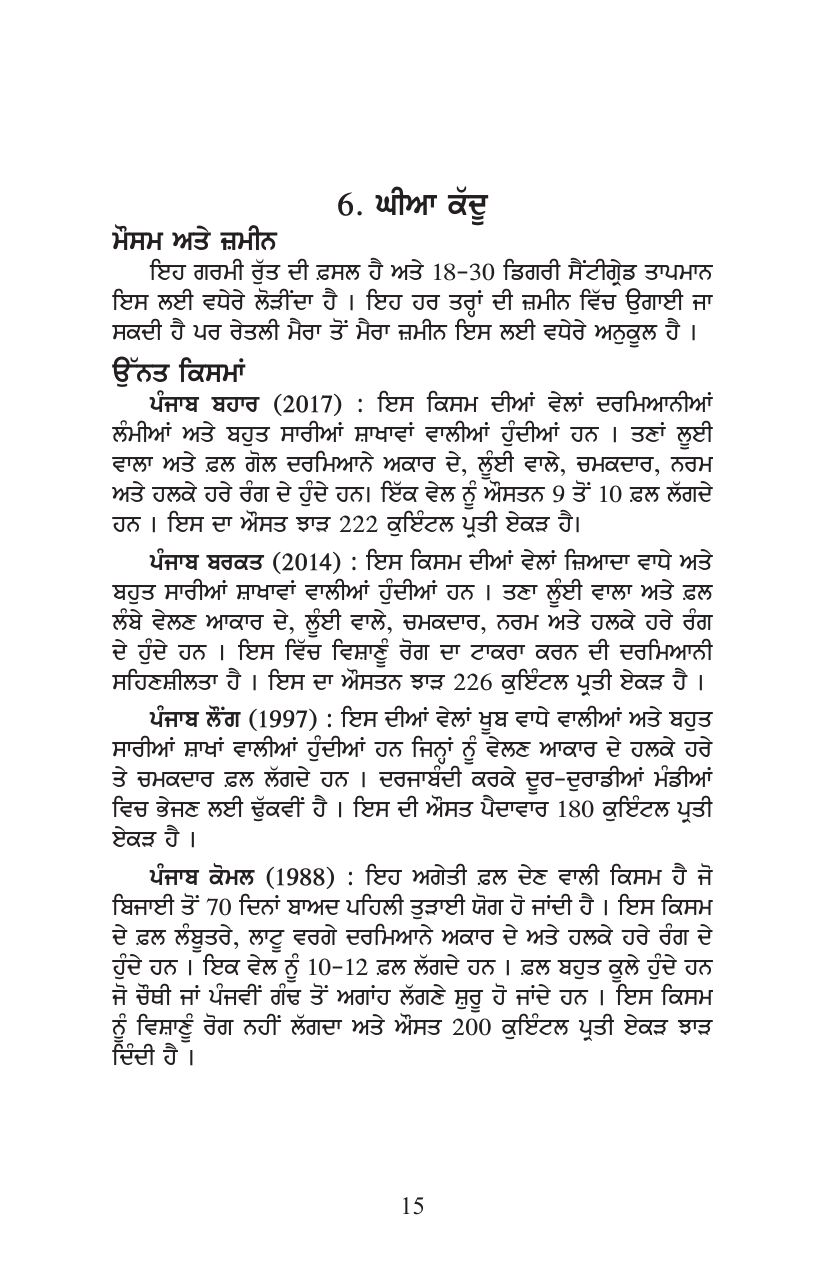 6. ਘੀਆ ਕੱਦੂ
ਮੌਸਮ ਅਤੇ ਜ਼ਮੀਨ
ਇਹ ਗਰਮੀ ਰੁੱਤ ਦੀ ਫ਼ਸਲ ਹੈ ਅਤੇ 18-30 ਡਿਗਰੀ ਸੈਂਟੀਗ੍ਰੇਡ ਤਾਪਮਾਨ
ਇਸ ਲਈ ਵਧੇਰੇ ਲੋੜੀਂਦਾ ਹੈ । ਇਹ ਹਰ ਤਰ੍ਹਾਂ ਦੀ ਜ਼ਮੀਨ ਵਿੱਚ ਉਗਾਈ ਜਾ
ਸਕਦੀ ਹੈ ਪਰ ਰੇਤਲੀ ਮੈਰਾ ਤੋਂ ਮੈਰਾ ਜ਼ਮੀਨ ਇਸ ਲਈ ਵਧੇਰੇ ਅਨੁਕੂਲ ਹੈ ।
ਉੱਨਤ ਕਿਸਮਾਂ
ਪੰਜਾਬ ਬਹਾਰ (2017) : ਇਸ ਕਿਸਮ ਦੀਆਂ ਵੇਲਾਂ ਦਰਮਿਆਨੀਆਂ
ਲੰਮੀਆਂ ਅਤੇ ਬਹੁਤ ਸਾਰੀਆਂ ਸ਼ਾਖਾਵਾਂ ਵਾਲੀਆਂ ਹੁੰਦੀਆਂ ਹਨ । ਤਣਾਂ ਲੂਈ
ਵਾਲਾ ਅਤੇ ਫ਼ਲ ਗੋਲ ਦਰਮਿਆਨੇ ਅਕਾਰ ਦੇ, ਲੂੰਈ ਵਾਲੇ, ਚਮਕਦਾਰ, ਨਰਮ
ਅਤੇ ਹਲਕੇ ਹਰੇ ਰੰਗ ਦੇ ਹੁੰਦੇ ਹਨ। ਇੱਕ ਵੇਲ ਨੂੰ ਔਸਤਨ 9 ਤੋਂ 10 ਫ਼ਲ ਲੱਗਦੇ
ਹਨ । ਇਸ ਦਾ ਔਸਤ ਝਾੜ 222 ਕੁਇੰਟਲ ਪ੍ਰਤੀ ਏਕੜ ਹੈ।
ਪੰਜਾਬ ਬਰਕਤ (2014) : ਇਸ ਕਿਸਮ ਦੀਆਂ ਵੇਲਾਂ ਜ਼ਿਆਦਾ ਵਾਧੇ ਅਤੇ
ਬਹੁਤ ਸਾਰੀਆਂ ਸ਼ਾਖਾਵਾਂ ਵਾਲੀਆਂ ਹੁੰਦੀਆਂ ਹਨ । ਤਣਾ ਲੂੰਈ ਵਾਲਾ ਅਤੇ ਫ਼ਲ
ਲੰਬੇ ਵੇਲਣ ਆਕਾਰ ਦੇ, ਲੂੰਈ ਵਾਲੇ, ਚਮਕਦਾਰ, ਨਰਮ ਅਤੇ ਹਲਕੇ ਹਰੇ ਰੰਗ
ਦੇ ਹੁੰਦੇ ਹਨ । ਇਸ ਵਿੱਚ ਵਿਸ਼ਾਣੂੰ ਰੋਗ ਦਾ ਟਾਕਰਾ ਕਰਨ ਦੀ ਦਰਮਿਆਨੀ
ਸਹਿਣਸ਼ੀਲਤਾ ਹੈ । ਇਸ ਦਾ ਔਸਤਨ ਝਾੜ 226 ਕੁਇੰਟਲ ਪ੍ਰਤੀ ਏਕੜ ਹੈ ।
ਪੰਜਾਬ ਲੌਂਗ (1997) : ਇਸ ਦੀਆਂ ਵੇਲਾਂ ਖੂਬ ਵਾਧੇ ਵਾਲੀਆਂ ਅਤੇ ਬਹੁਤ
ਸਾਰੀਆਂ ਸ਼ਾਖਾਂ ਵਾਲੀਆਂ ਹੁੰਦੀਆਂ ਹਨ ਜਿਨ੍ਹਾਂ ਨੂੰ ਵੇਲਣ ਆਕਾਰ ਦੇ ਹਲਕੇ ਹਰੇ
ਤੇ ਚਮਕਦਾਰ ਫ਼ਲ ਲੱਗਦੇ ਹਨ । ਦਰਜਾਬੰਦੀ ਕਰਕੇ ਦੂਰ-ਦੁਰਾਡੀਆਂ ਮੰਡੀਆਂ
ਵਿਚ ਭੇਜਣ ਲਈ ਢੁੱਕਵੀਂ ਹੈ । ਇਸ ਦੀ ਔਸਤ ਪੈਦਾਵਾਰ 180 ਕੁਇੰਟਲ ਪ੍ਰਤੀ
ਏਕੜ ਹੈ ।
ਪੰਜਾਬ ਕੋਮਲ (1988) : ਇਹ ਅਗੇਤੀ ਫ਼ਲ ਦੇਣ ਵਾਲੀ ਕਿਸਮ ਹੈ ਜੋ
ਬਿਜਾਈ ਤੋਂ 70 ਦਿਨਾਂ ਬਾਅਦ ਪਹਿਲੀ ਤੁੜਾਈ ਯੋਗ ਹੋ ਜਾਂਦੀ ਹੈ । ਇਸ ਕਿਸਮ
ਦੇ ਫ਼ਲ ਲੰਬੂਤਰੇ, ਲਾਟੂ ਵਰਗੇ ਦਰਮਿਆਨੇ ਅਕਾਰ ਦੇ ਅਤੇ ਹਲਕੇ ਹਰੇ ਰੰਗ ਦੇ
ਹੁੰਦੇ ਹਨ । ਇਕ ਵੇਲ ਨੂੰ 10-12 ਫ਼ਲ ਲੱਗਦੇ ਹਨ । ਫ਼ਲ ਬਹੁਤ ਕੂਲੇ ਹੁੰਦੇ ਹਨ
ਜੋ ਚੌਥੀ ਜਾਂ ਪੰਜਵੀਂ ਗੰਢ ਤੋਂ ਅਗਾਂਹ ਲੱਗਣੇ ਸ਼ੁਰੂ ਹੋ ਜਾਂਦੇ ਹਨ । ਇਸ ਕਿਸਮ
ਨੂੰ ਵਿਸ਼ਾਣੂੰ ਰੋਗ ਨਹੀਂ ਲੱਗਦਾ ਅਤੇ ਔਸਤ 200 ਕੁਇੰਟਲ ਪ੍ਰਤੀ ਏਕੜ ਝਾੜ
ਦਿੰਦੀ ਹੈ ।
15